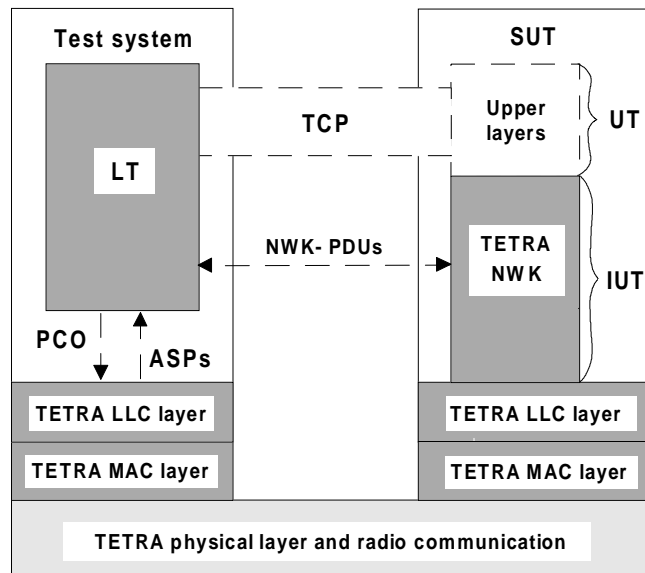 Test system
SUT
LT
TCP
Upper
layers
UT
NWK- PDUs
TETRA
NWK
IUT
PCO
ASPs
TETRA LLC layer
TETRA LLC layer
TETRA MAC layer
TETRA MAC layer
TETRA physical layer and radio communication